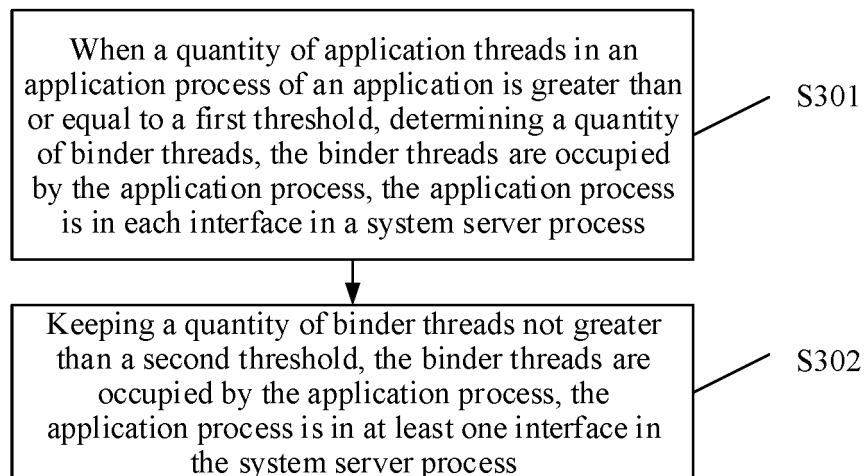 When a quantity of application threads in an
application process of an application is greater than
or equal to a first threshold, determining a quantity
of binder threads, the binder threads are occupied
by the application process, the application process
is in each interface in a system server process
S301
Keeping a quantity of binder threads not greater
than a second threshold, the binder threads are
occupied by the application process, the
application process is in at least one interface in
the system server process
S302